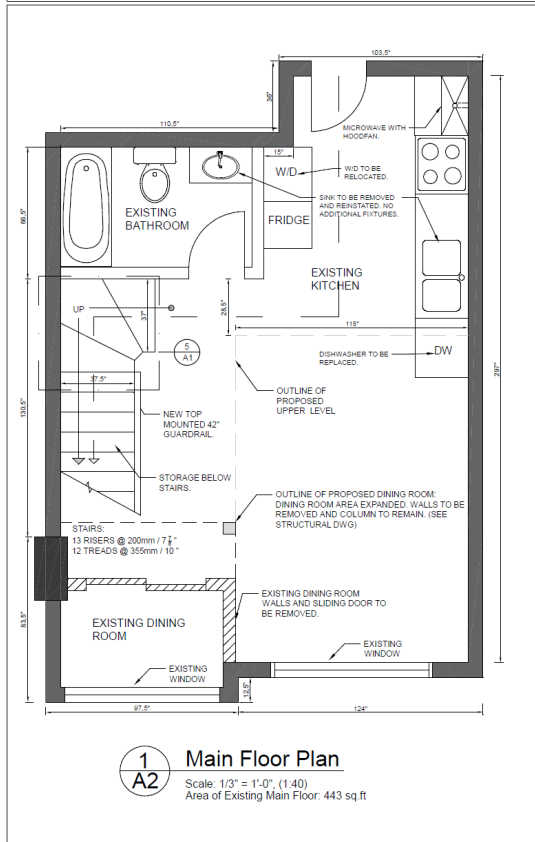 103,5"
36"
110.5"
MICROWAVE WITH
HOODFAN.
15"
W/D
W/D TO BE
RELOCATED.
SINK TO BE REMOVED
AND REINSTATED. NO
ADDITIONAL FIXTURES.
66,5"
EXISTING
BATHROOM
FRIDGE
EXISTING
KITCHEN
UP
37"
28,5"
118"
5
A1
DISHWASHER TO BE
REPLACED.
DW
297"
37,5"
130,5"
OUTLINE OF
PROPOSED
UPPER LEVEL
NEW TOP
MOUNTED 42"
GUARDRAIL.
STORAGE BELOW
STAIRS.
OUTLINE OF PROPOSED DINING ROOM:
DINING ROOM AREA EXPANDED. WALLS TO BE
REMOVED AND COLUMN TO REMAIN. (SEE
STRUCTURAL DWG)
STAIRS:
13 RISERS @ 200mm / 7 7/8 "
12 TREADS @ 355mm / 10 "
83,5"
EXISTING DINING ROOM
WALLS AND SLIDING DOOR TO
BE REMOVED.
EXISTING DINING
ROOM
EXISTING
WINDOW
EXISTING
WINDOW
12,5"
97,5"
124"
1
A2
Main Floor Plan
Scale: 1/3" = 1'-0", (1:40)
Area of Existing Main Floor: 443 sq.ft